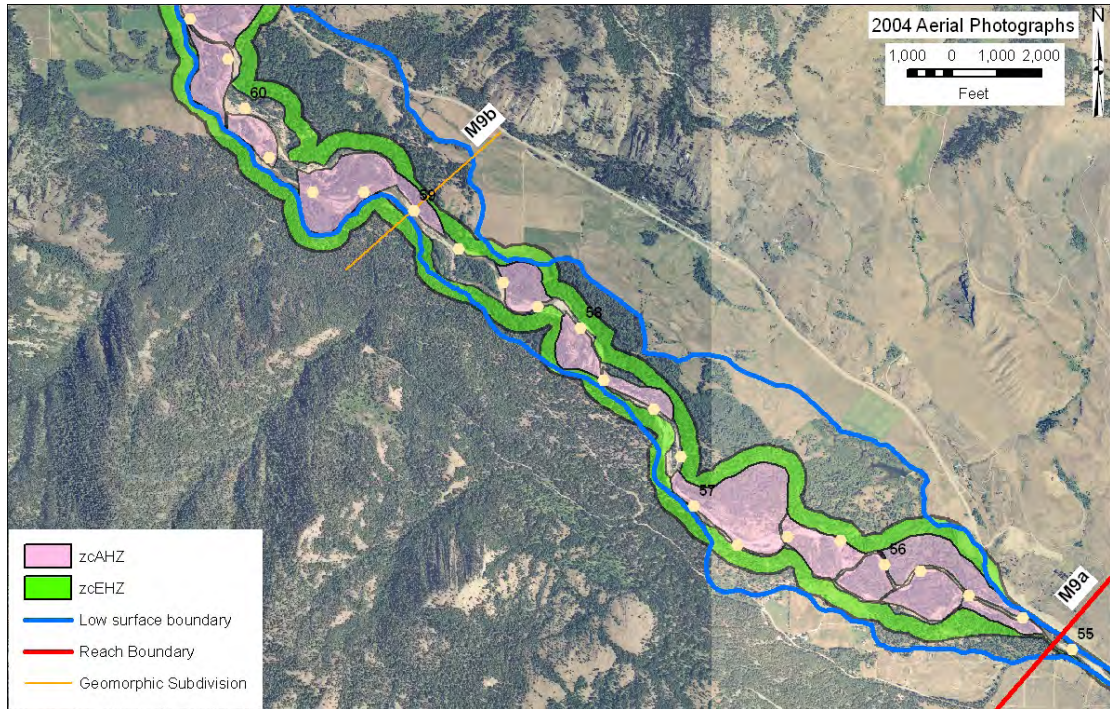 2004 Aerial Photographs
N
1,000 0 1,000 2,000
Feet
60
M9b
59
58
57
56
M9a
55
zcAHZ
zcEHZ
Low surface boundary
Reach Boundary
Geomorphic Subdivision